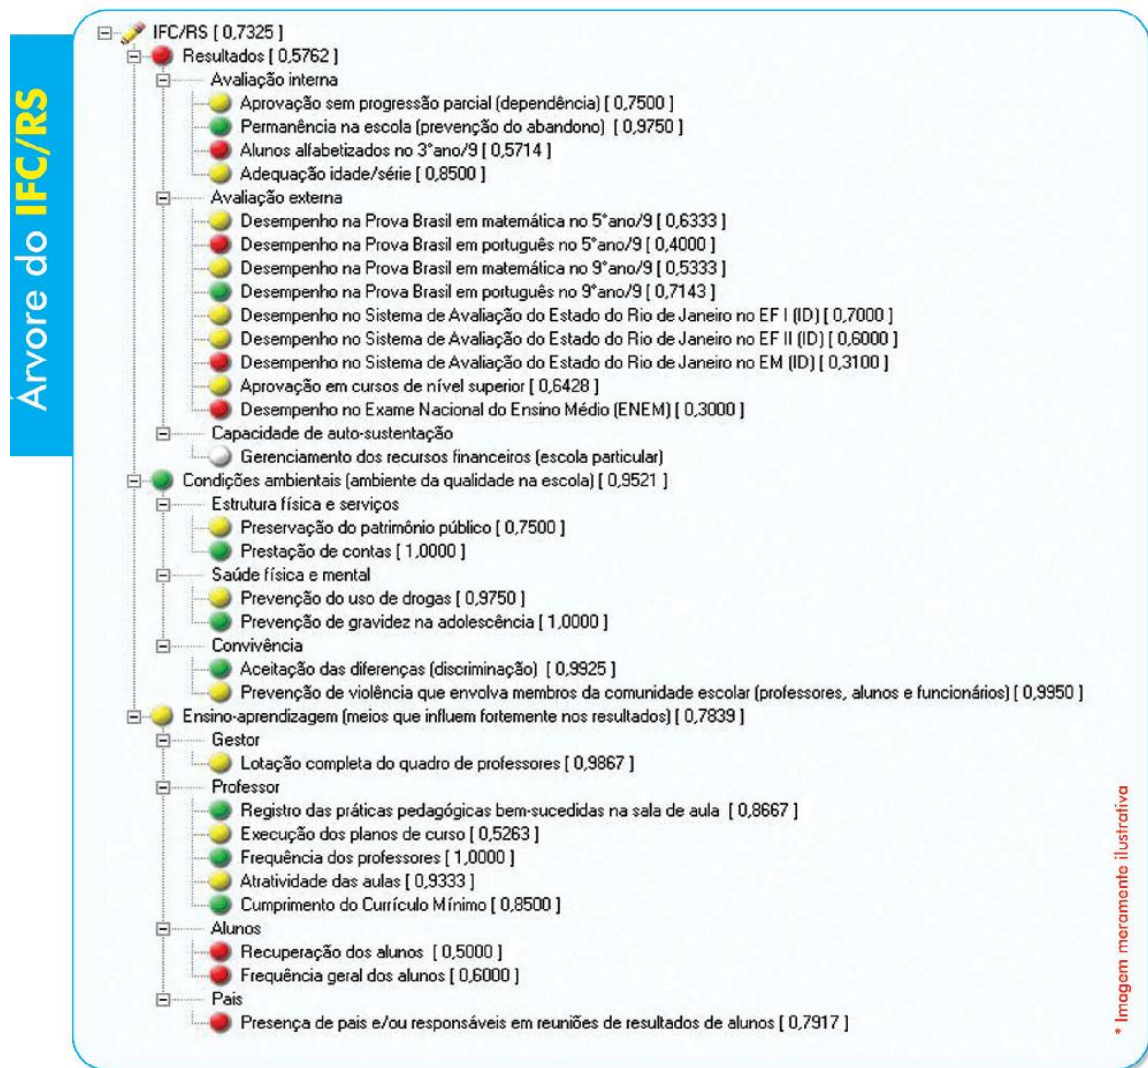 Árvore do IFC/RS
IFC/RS [ 0,7325 ]
Resultados [ 0,5762 ]
Avaliação interna
Aprovação sem progressão parcial (dependência) [ 0,7500 ]
Permanência na escola (prevenção do abandono) [ 0,9750 ]
Alunos alfabetizados no 3°ano/9 [ 0,5714 ]
Adequação idade/série [ 0,8500 ]
Avaliação externa
Desempenho na Prova Brasil em matemática no 5°ano/9 [ 0,6333 ]
Desempenho na Prova Brasil em português no 5°ano/9 [ 0,4000 ]
Desempenho na Prova Brasil em matemática no 9°ano/9 [ 0,5333 ]
Desempenho na Prova Brasil em português no 9°ano/9 [ 0,7143 ]
Desempenho no Sistema de Avaliação do Estado do Rio de Janeiro no EF I (ID) [ 0,7000 ]
Desempenho no Sistema de Avaliação do Estado do Rio de Janeiro no EF II (ID) [ 0,6000 ]
Desempenho no Sistema de Avaliação do Estado do Rio de Janeiro no EM (ID) [ 0,3100 ]
Aprovação em cursos de nível superior [ 0,6428 ]
Desempenho no Exame Nacional do Ensino Médio (ENEM) [ 0,3000 ]
Capacidade de auto-sustentação
Gerenciamento dos recursos financeiros (escola particular)
Condições ambientais (ambiente da qualidade na escola) [ 0,9521 ]
Estrutura física e serviços
Preservação do patrimônio público [ 0,7500 ]
Prestação de contas [ 1,0000 ]
Saúde física e mental
Prevenção do uso de drogas [ 0,9750 ]
Prevenção de gravidez na adolescência [ 1,0000 ]
Convivência
Aceitação das diferenças (discriminação) [ 0,9925 ]
Prevenção de violência que envolva membros da comunidade escolar (professores, alunos e funcionários) [ 0,9950 ]
Ensino-aprendizagem (meios que influem fortemente nos resultados) [ 0,7839 ]
Gestor
Lotação completa do quadro de professores [ 0,9867 ]
Professor
Registro das práticas pedagógicas bem-sucedidas na sala de aula [ 0,8667 ]
Execução dos planos de curso [ 0,5263 ]
Frequência dos professores [ 1,0000 ]
Atratividade das aulas [ 0,9333 ]
Cumprimento do Currículo Mínimo [ 0,8500 ]
Alunos
Recuperação dos alunos [ 0,5000 ]
Frequência geral dos alunos [ 0,6000 ]
Pais
Presença de pais e/ou responsáveis em reuniões de resultados de alunos [ 0,7917 ]
* Imagem meramente ilustrativa